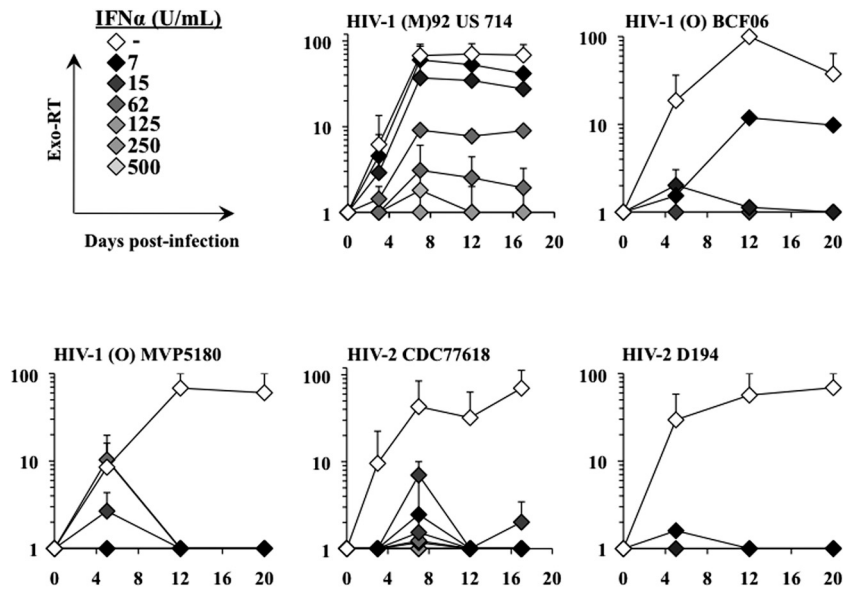 IFNα (U/mL)
-
7
15
62
125
250
500
Exo-RT
Days post-infection
HIV-1 (M)92 US 714
100
10
1
0 4 8 12 16 20
HIV-1 (O) BCF06
100
10
1
0 4 8 12 16 20
HIV-1 (O) MVP5180
100
10
1
0 4 8 12 16 20
HIV-2 CDC77618
100
10
1
0 4 8 12 16 20
HIV-2 D194
100
10
1
0 4 8 12 16 20